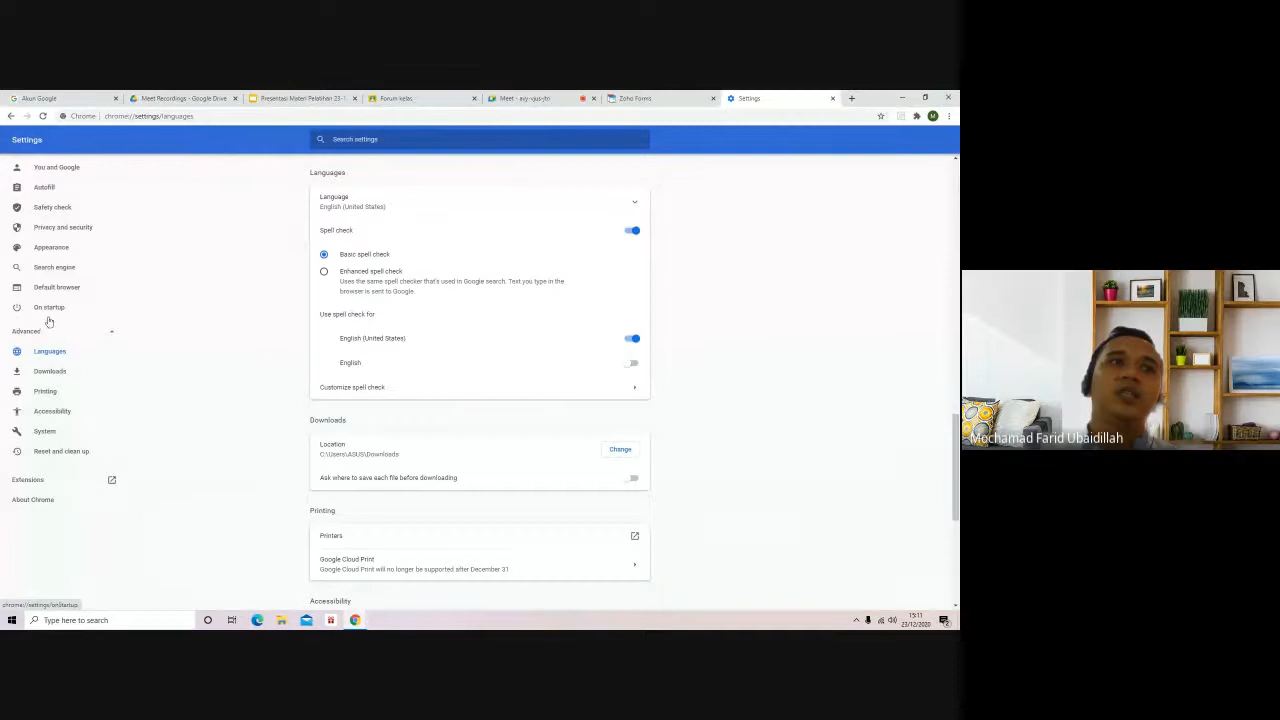 Akun Google
Meet Recordings - Google Drive
Presentasi Materi Pelatihan 23-1
Forum kelas
Meet - avy-vjus-jtn
Zoho Forms
Settings
Chrome
chrome://settings/languages
M
Settings
Search settings
You and Google
Autofill
Safety check
Privacy and security
Appearance
Search engine
Default browser
On startup
Advanced
Languages
Downloads
Printing
Accessibility
System
Reset and clean up
Extensions
About Chrome
Languages
Language
English (United States)
Spell check
Basic spell check
Enhanced spell check
Uses the same spell checker that's used in Google search. Text you type in the
browser is sent to Google.
Use spell check for
English (United States)
English
Customize spell check
Downloads
Location
C:\Users\ASUS\Downloads
Change
Ask where to save each file before downloading
Printing
Printers
Google Cloud Print
Google Cloud Print will no longer be supported after December 31
Accessibility
chrome://settings/onStartup
Type here to search
15:11
23/12/2020
Mochamad Farid Ubaidillah